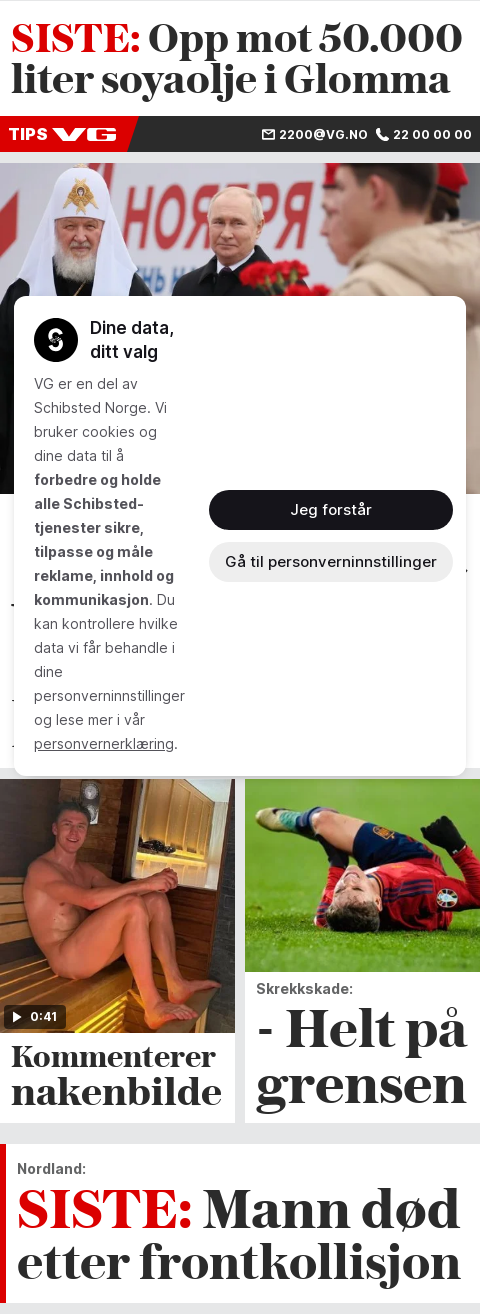 SISTE: Opp mot 50.000
liter soyaolje i Glomma
TIPS VG
2200@VG.NO 22 00 00 00
НОЯБРЯ
Dine data,
ditt valg
VG er en del av
Schibsted Norge. Vi
bruker cookies og
dine data til å
forbedre og holde
alle Schibsted-
tjenester sikre,
tilpasse og måle
reklame, innhold og
kommunikasjon. Du
kan kontrollere hvilke
data vi får behandle i
dine
personverninnstillinger
og lese mer i vår
personvernerklæring.
Jeg forstår
Gå til personverninnstillinger
0:41
Kommenterer
nakenbilde
Skrekkskade:
- Helt på
grensen
Nordland:
SISTE: Mann død
etter frontkollisjon